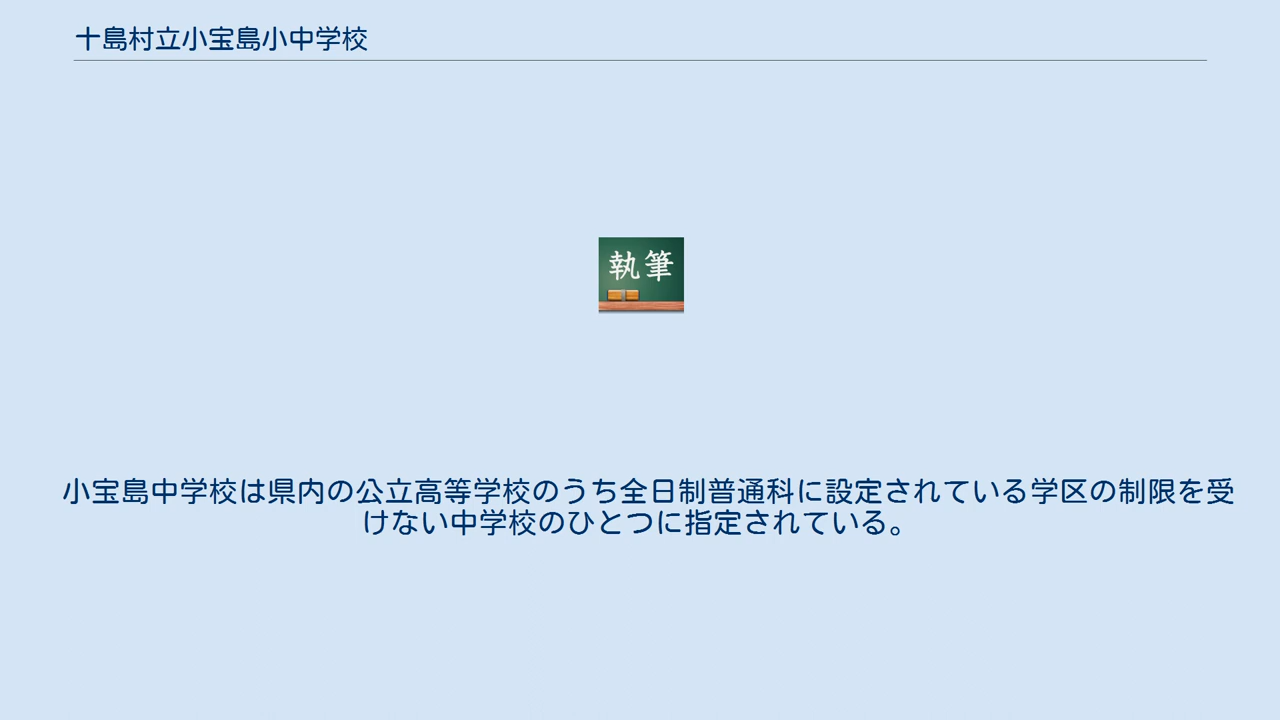 十島村立小宝島小中学校
執筆
小宝島中学校は県内の公立高等学校のうち全日制普通科に設定されている学区の制限を受
けない中学校のひとつに指定されている。